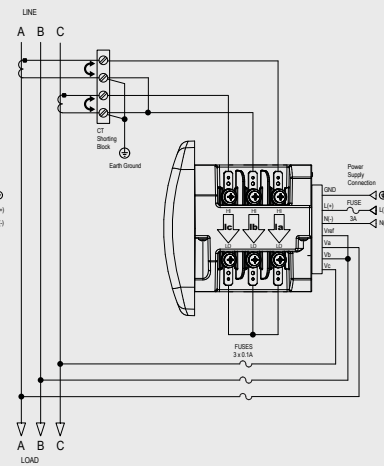 LINE
A B C
CT
Shorting
Block
Earth Ground
Power
Supply
Connection
GND
L(+)
FUSE
L(+)
N(-)
3A
N(-)
Vref
Va
Vb
Vc
HI HI HI
Ic Ib Ia
LO LO LO
FUSES
3 x 0.1A
A B C
LOAD